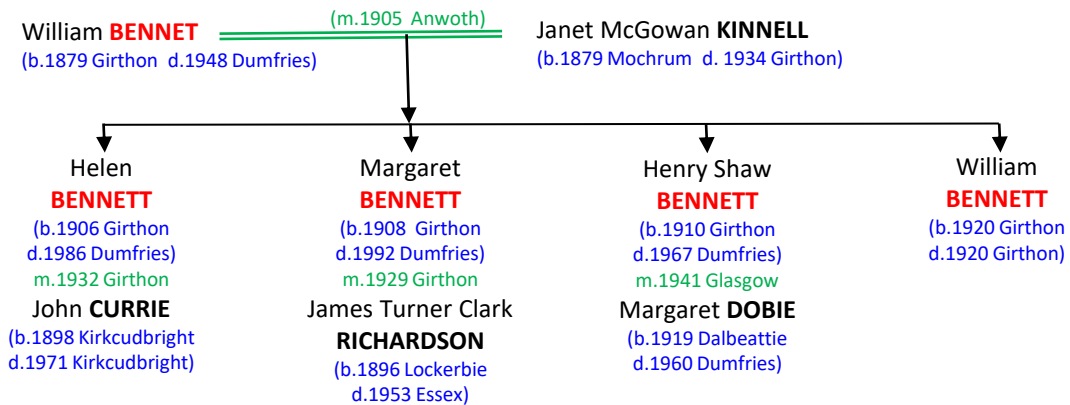 William BENNET
(b.1879 Girthon d.1948 Dumfries)
(m.1905 Anwoth)
Janet McGowan KINNELL
(b.1879 Mochrum d. 1934 Girthon)
Helen
BENNETT
(b.1906 Girthon
d.1986 Dumfries)
m.1932 Girthon
John CURRIE
(b.1898 Kirkcudbright
d.1971 Kirkcudbright)
Margaret
BENNETT
(b.1908 Girthon
d.1992 Dumfries)
m.1929 Girthon
James Turner Clark
RICHARDSON
(b.1896 Lockerbie
d.1953 Essex)
Henry Shaw
BENNETT
(b.1910 Girthon
d.1967 Dumfries)
m.1941 Glasgow
Margaret DOBIE
(b.1919 Dalbeattie
d.1960 Dumfries)
William
BENNETT
(b.1920 Girthon
d.1920 Girthon)